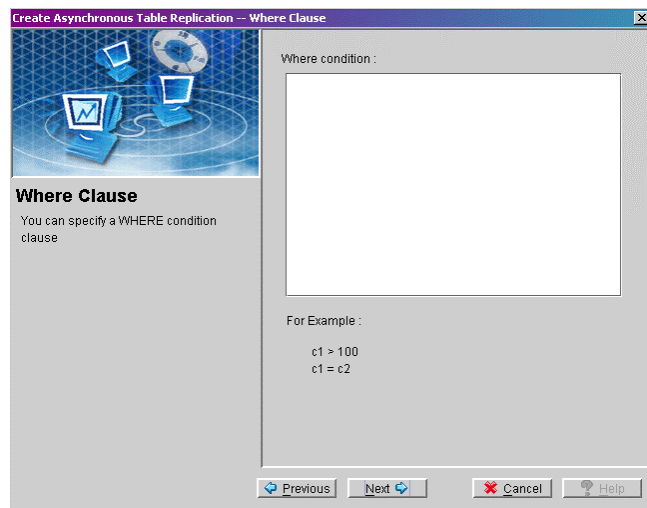 Create Asynchronous Table Replication -- Where Clause
Where condition :
Where Clause
You can specify a WHERE condition
clause
For Example :
c1 > 100
c1 = c2
Previous
Next
Cancel
Help